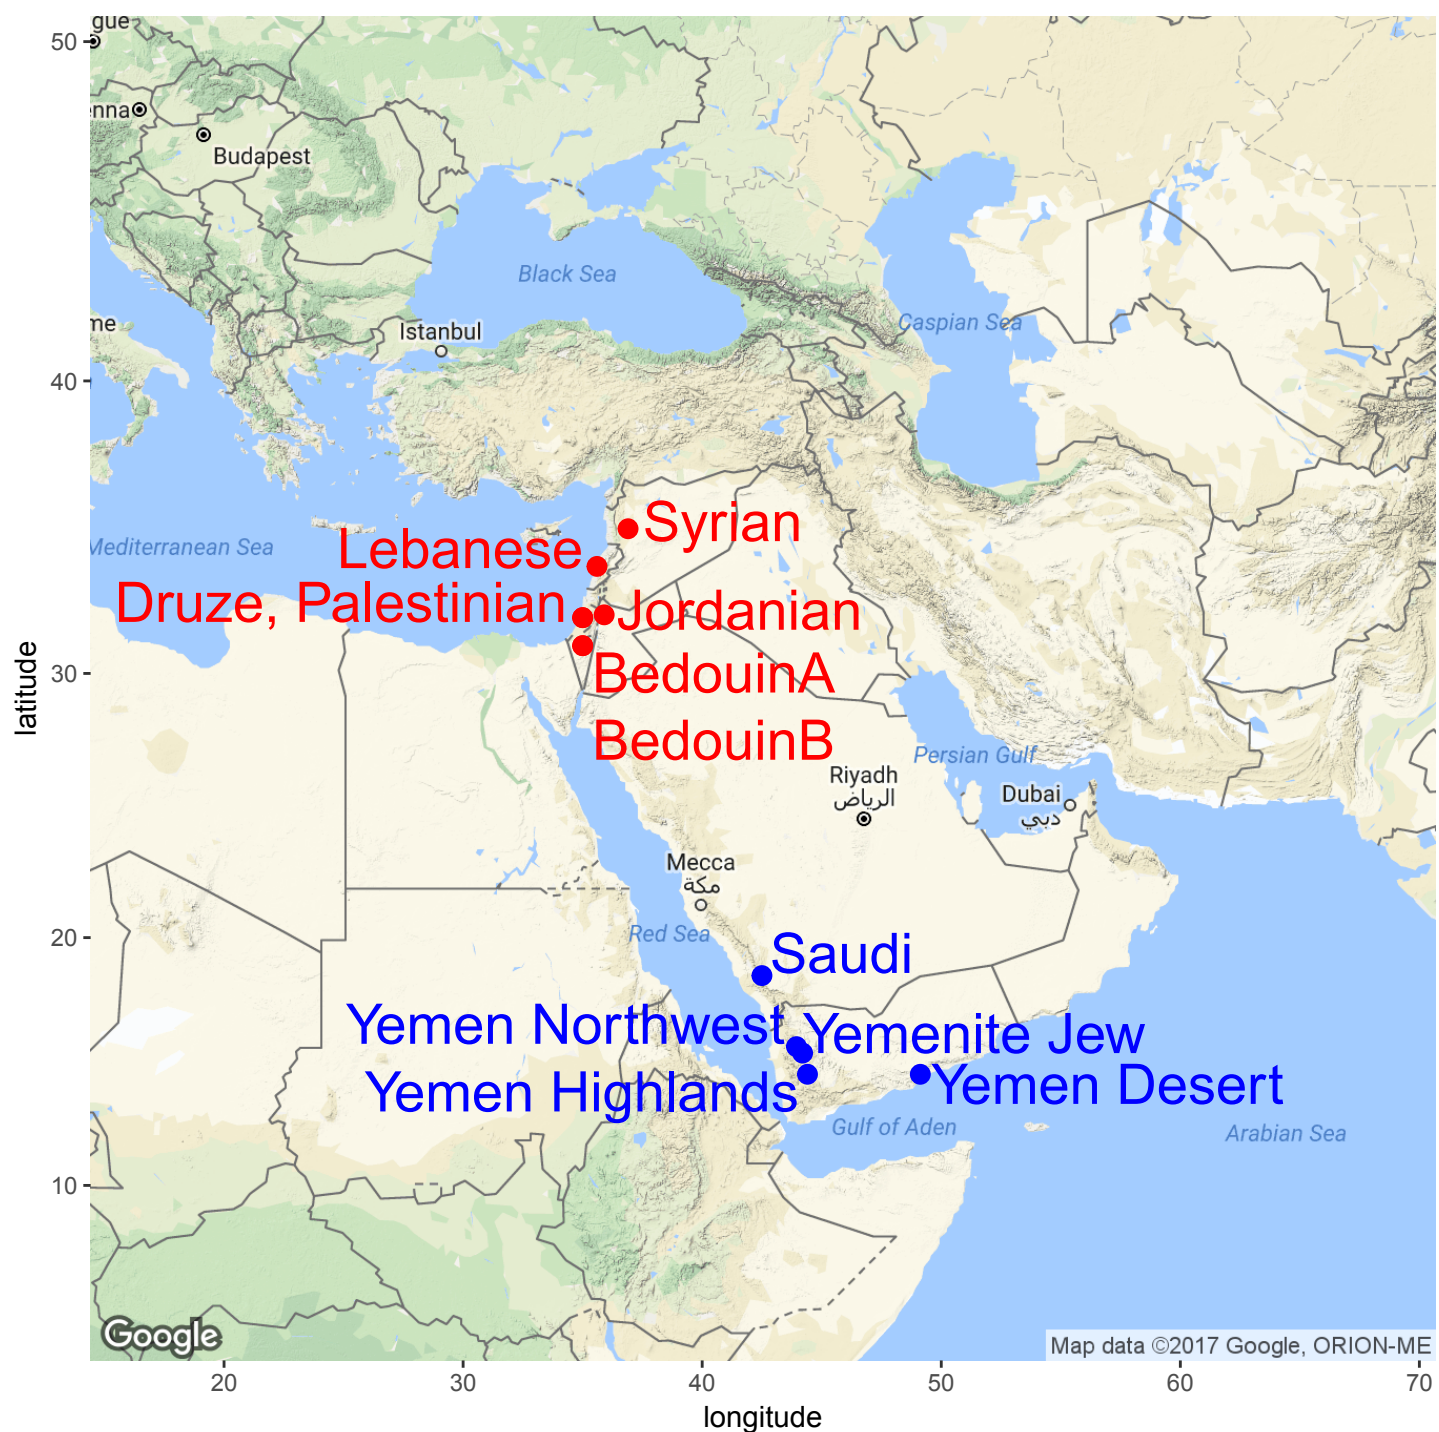 gue
50
enna
Budapest
Black Sea
me
Istanbul
Caspian Sea
40
Syrian
Lebanese
Mediterranean Sea
Druze, Palestinian
Jordanian
30
BedouinA
latitude
BedouinB
Persian Gulf
Riyadh
الرياض
Dubai
دبي
Mecca
مكة
20
Red Sea
Saudi
Yemen Northwest
Yemenite Jew
Yemen Highlands
Yemen Desert
Gulf of Aden
Arabian Sea
10
Google
Map data ©2017 Google, ORION-ME
20
30
40
50
60
70
longitude